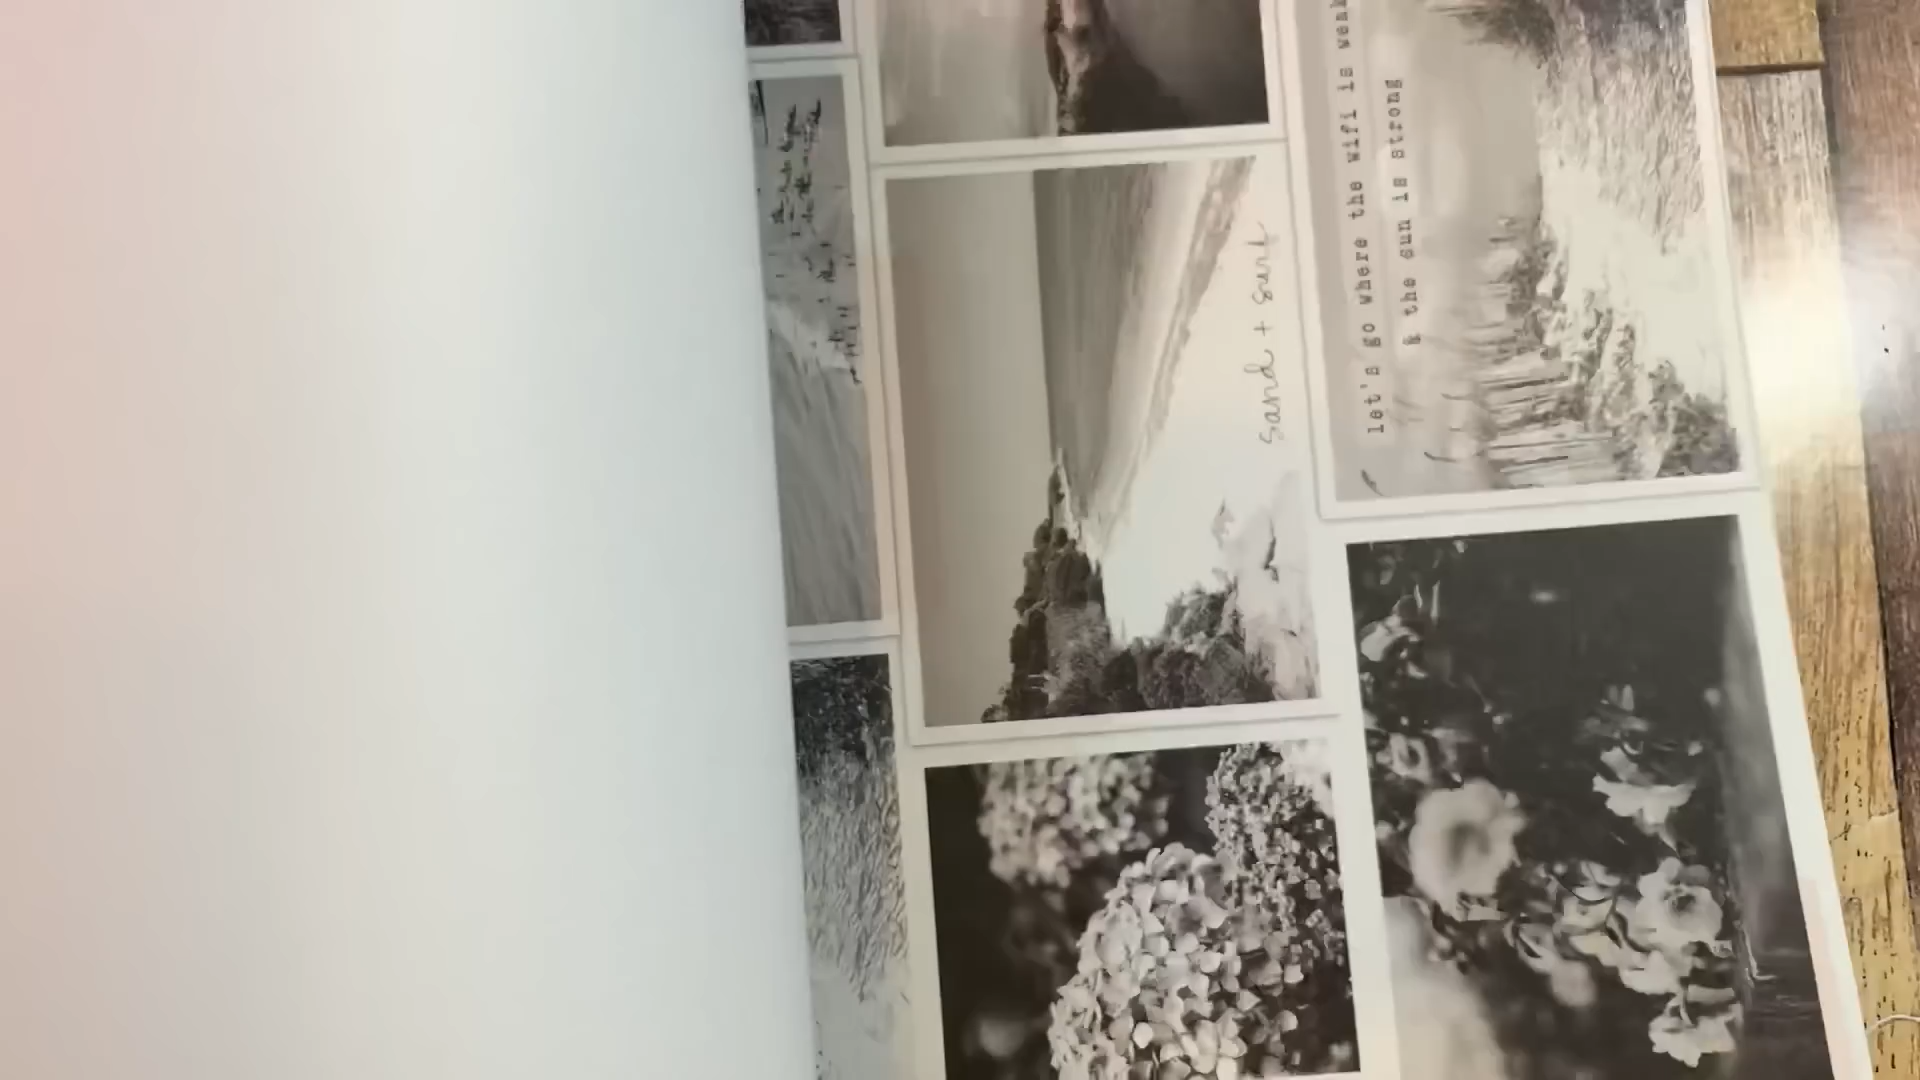 let's go where the wifi is weak
& the sun is strong
sand + surf